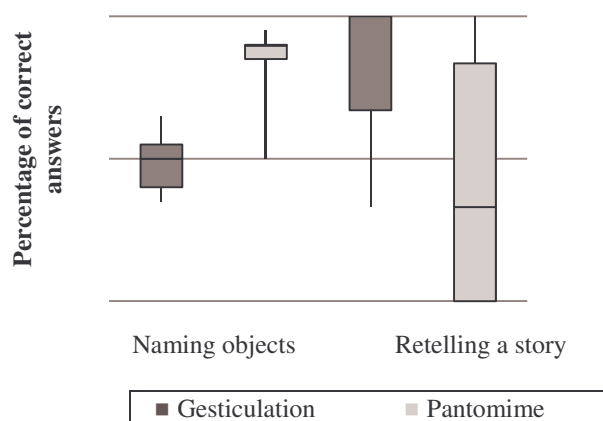 Percentage of correct
answers
Naming objects Retelling a story
Gesticulation Pantomime